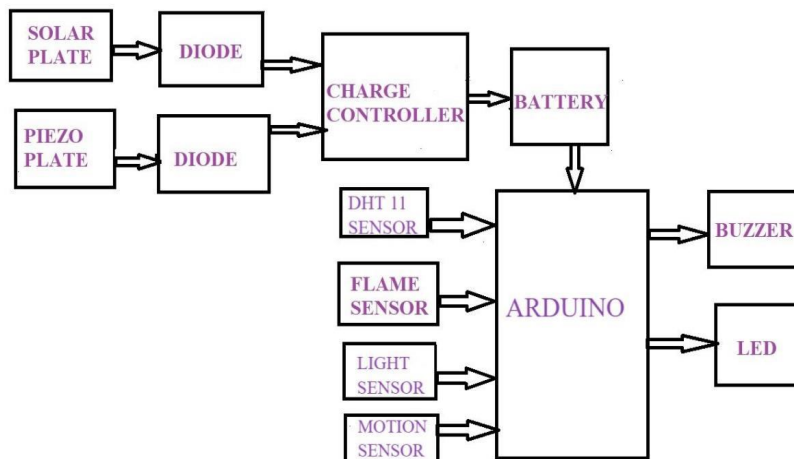 SOLAR
PLATE
DIODE
CHARGE
CONTROLLER
BATTERY
PIEZO
PLATE
DIODE
DHT 11
SENSOR
FLAME
SENSOR
LIGHT
SENSOR
MOTION
SENSOR
ARDUINO
BUZZER
LED